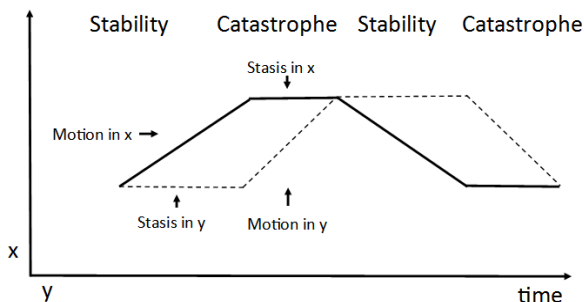 Stability Catastrophe Stability Catastrophe
Stasis in x
Motion in x
Stasis in y
Motion in y
x
y
time